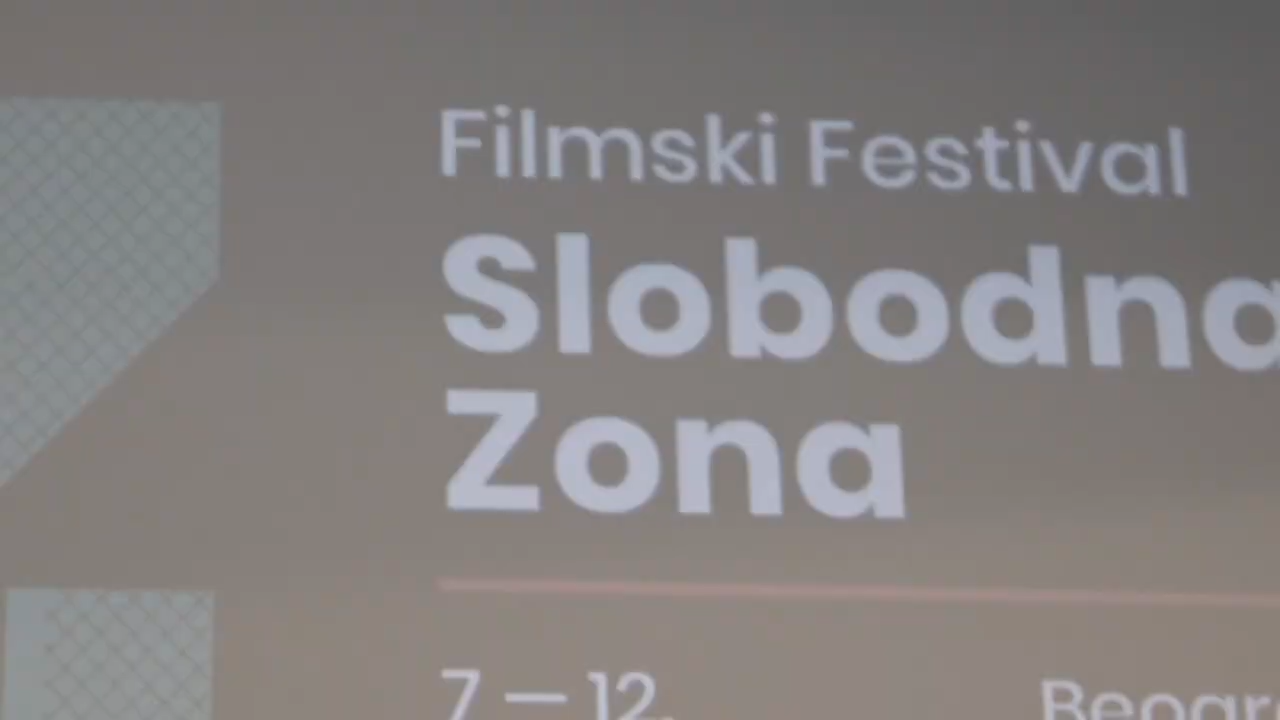 Filmski Festival
Slobodna
Zona
7 — 12.